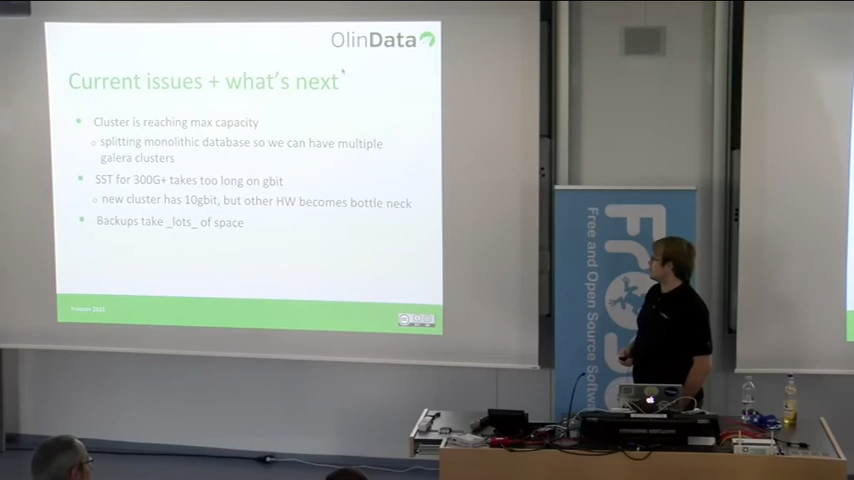 OlinData
Current issues + what's next
Cluster is reaching max capacity
splitting monolithic database so we can have multiple
galera clusters
SST for 300G+ takes too long on gbit
new cluster has 10gbit, but other HW becomes bottle neck
Backups take _lots_ of space
Free and Open Source Software